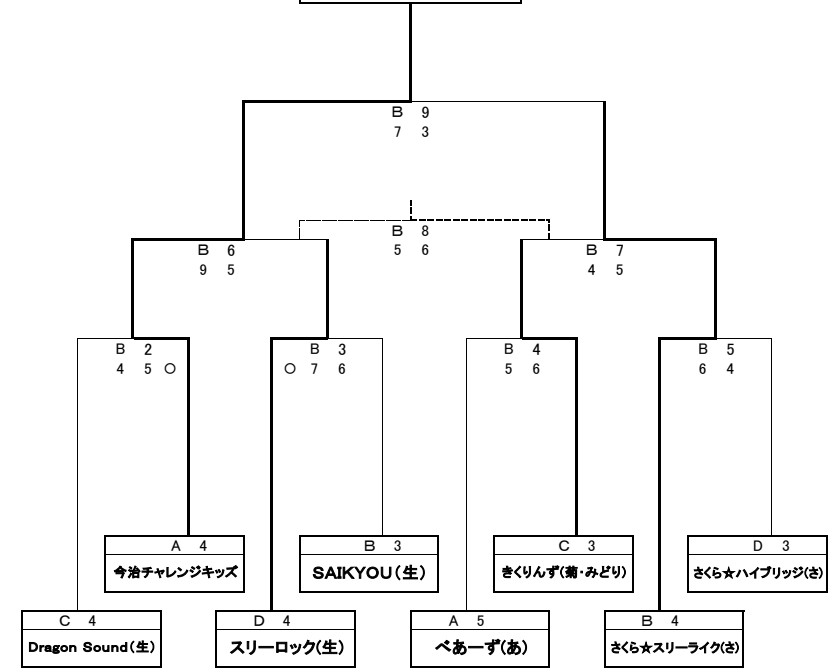 B 9
7 3
B 8
5 6
B 6
9 5
B 7
4 5
B 2
4 5 ○
B 3
○ 7 6
B 4
5 6
B 5
6 4
A 4
今治チャレンジキッズ
B 3
SAIKYOU(生)
C 3
きくりんず(菊・みどり)
D 3
さくら☆ハイブリッジ(さ)
C 4
Dragon Sound(生)
D 4
スリーロック(生)
A 5
べあーず(あ)
B 4
さくら☆スリーライク(さ)